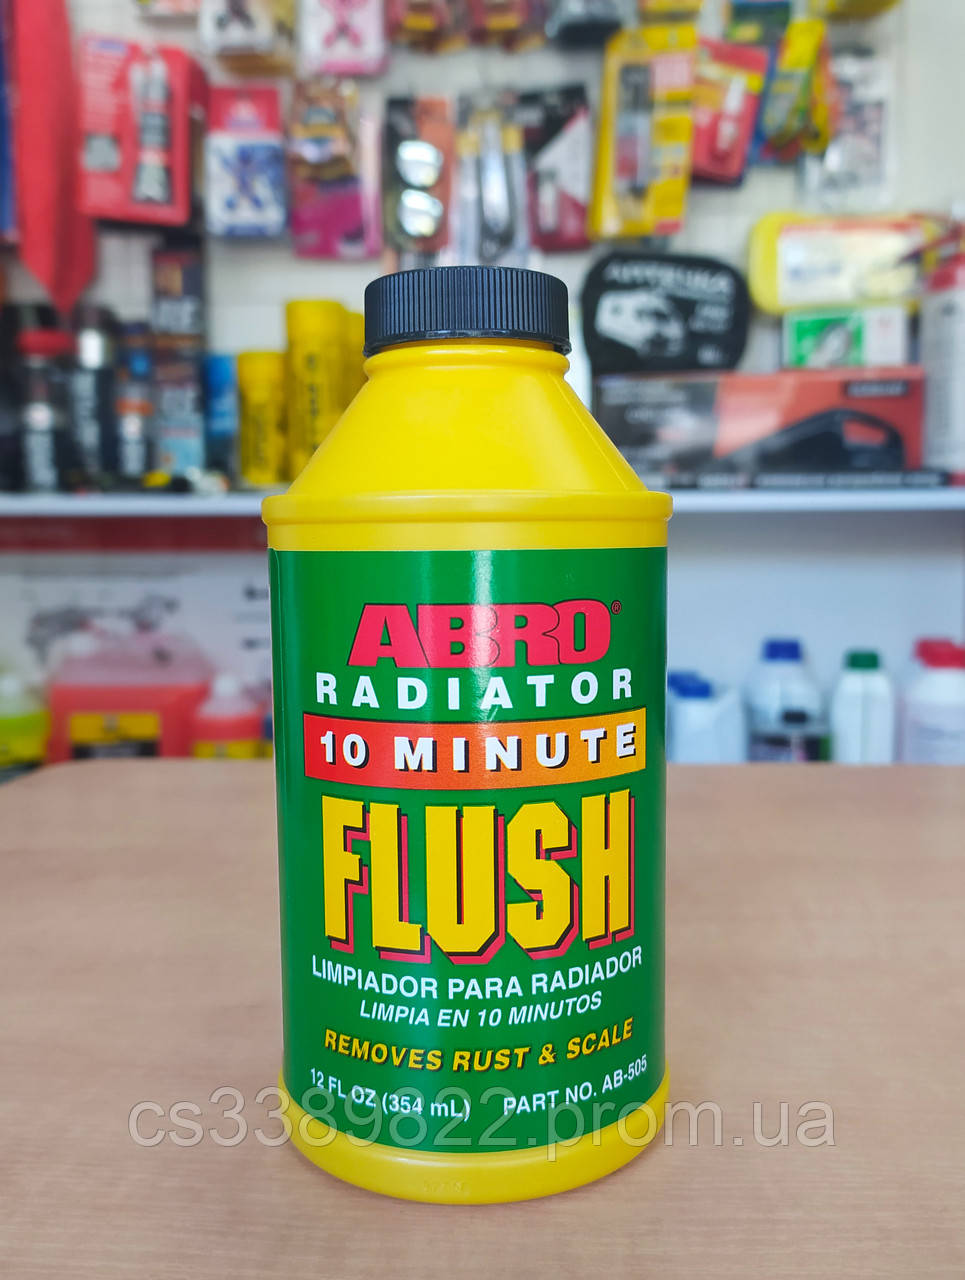 ABRO®
RADIATOR
10 MINUTE
FLUSH
LIMPIADOR PARA RADIADOR
LIMPIA EN 10 MINUTOS
REMOVES RUST & SCALE
12 FL OZ (354 mL) PART NO. AB-505
cs3389822.prom.ua